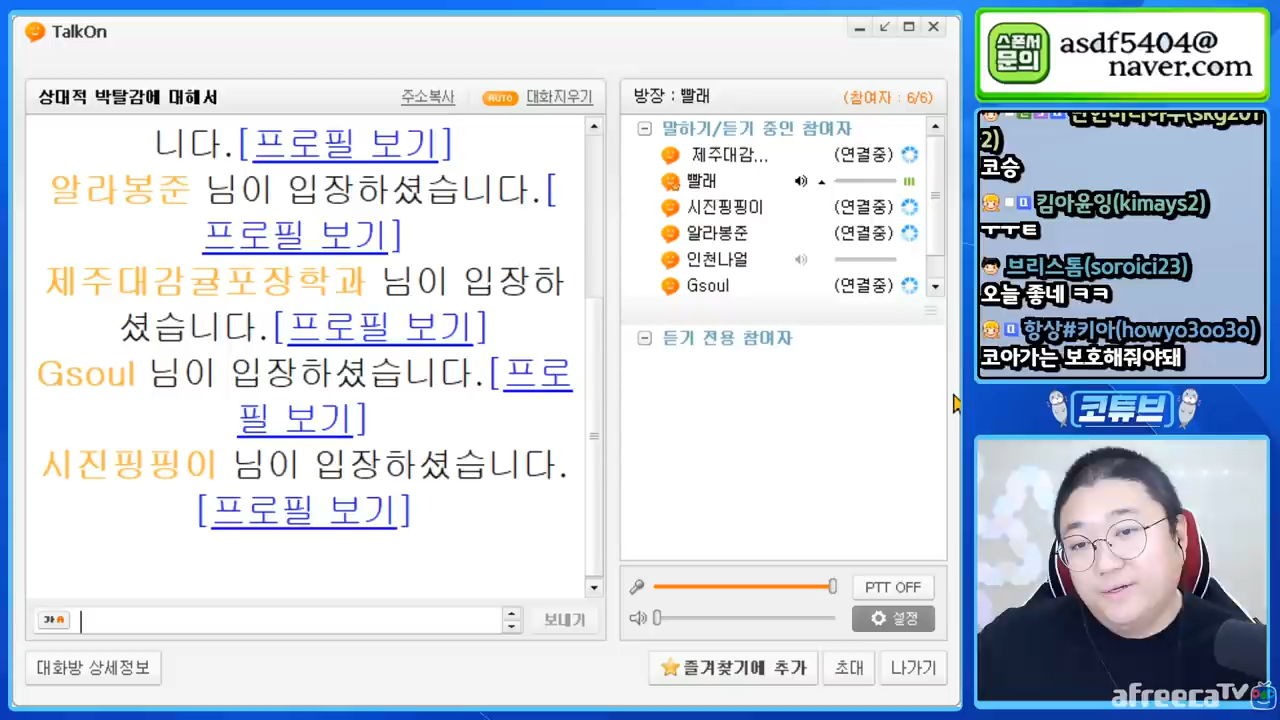 TalkOn
상대적 박탈감에 대해서
주소복사
AUTO
대화지우기
니다.[프로필 보기]
알라봉준 님이 입장하셨습니다.[
프로필 보기]
제주대감귤포장학과 님이 입장하
셨습니다.[프로필 보기]
Gsoul 님이 입장하셨습니다.[프로
필 보기]
시진핑핑이 님이 입장하셨습니다.
[프로필 보기]
가A
보내기
대화방 상세정보
방장 : 빨래
(참여자 : 6/6)
말하기/듣기 중인 참여자
제주대감... (연결중)
빨래
시진핑핑이 (연결중)
알라봉준 (연결중)
인천나얼
Gsoul (연결중)
듣기 전용 참여자
PTT OFF
설정
즐겨찾기에 추가
초대
나가기
스폰서
문의
asdf5404@
naver.com
2)
코승
킴아윤잉(kimays2)
ㅜㅜㅌ
브리스톰(soroici23)
오늘 좋네 ㅋㅋ
항상#키아(howyo3oo3o)
코아가는 보호해줘야돼
코튜브
afreecaTV